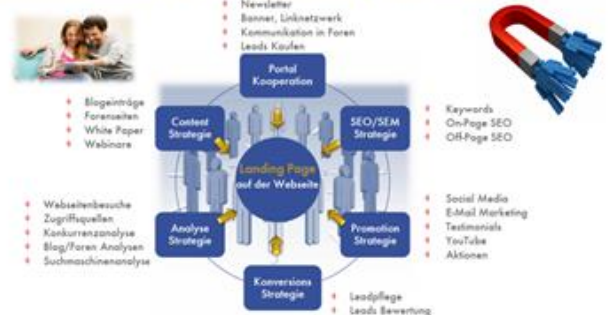 Newsletter
Banner, Linknetzwerk
Kommunikation in Foren
Leads Kaufen
Portal
Kooperation
Blogeinträge
Forenseiten
White Paper
Webinare
Content
Strategie
SEO/SEM
Strategie
Keywords
On-Page SEO
Off-Page SEO
Landing Page
auf der Webseite
Webseitenbesuche
Zugriffsquellen
Konkurrenzanalyse
Blog/Foren Analysen
Suchmaschinenanalyse
Analyse
Strategie
Promotion
Strategie
Social Media
E-Mail Marketing
Testimonials
YouTube
Aktionen
Konversions
Strategie
Leadpflege
Leads Bewertung